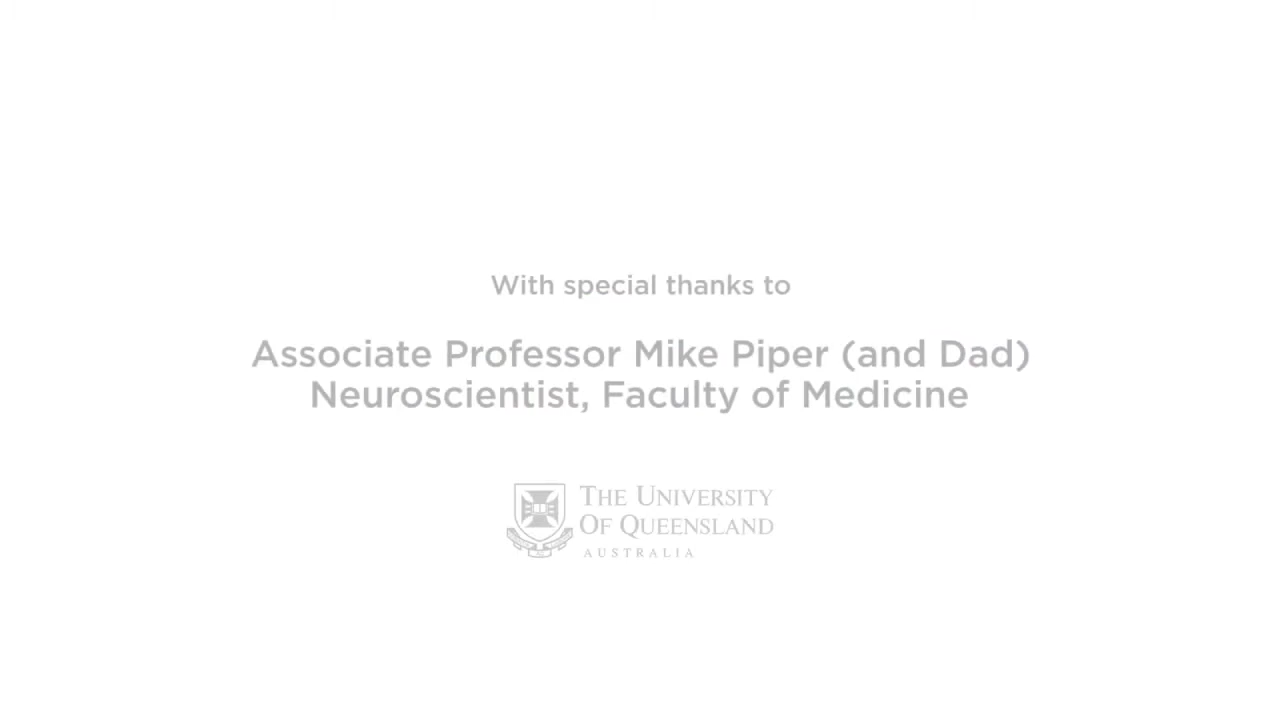 With special thanks to
Associate Professor Mike Piper (and Dad)
Neuroscientist, Faculty of Medicine
THE UNIVERSITY
OF QUEENSLAND
AUSTRALIA